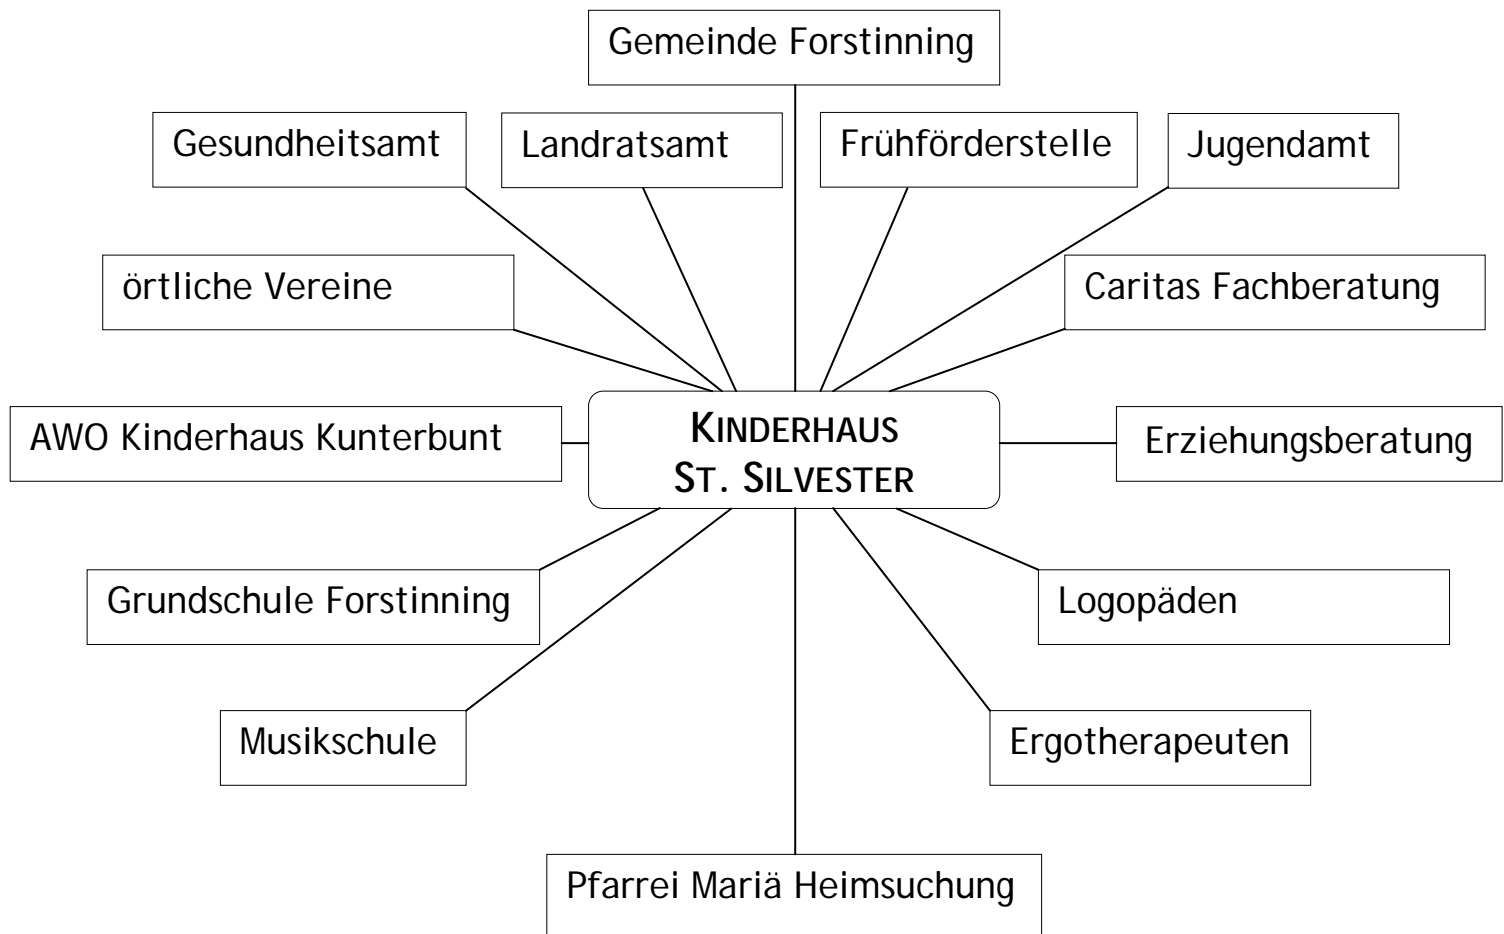 Gemeinde Forstinning
Gesundheitsamt
Landratsamt
Frühförderstelle
Jugendamt
örtliche Vereine
Caritas Fachberatung
AWO Kinderhaus Kunterbunt
KINDERHAUS
ST. SILVESTER
Erziehungsberatung
Grundschule Forstinning
Logopäden
Musikschule
Ergotherapeuten
Pfarrei Mariä Heimsuchung